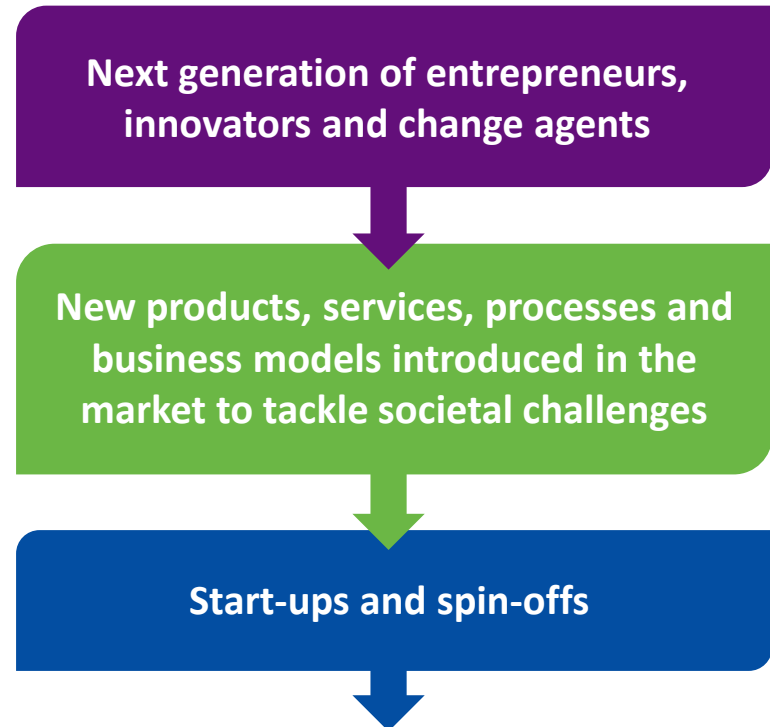 Next generation of entrepreneurs,
innovators and change agents
New products, services, processes and
business models introduced in the
market to tackle societal challenges
Start-ups and spin-offs